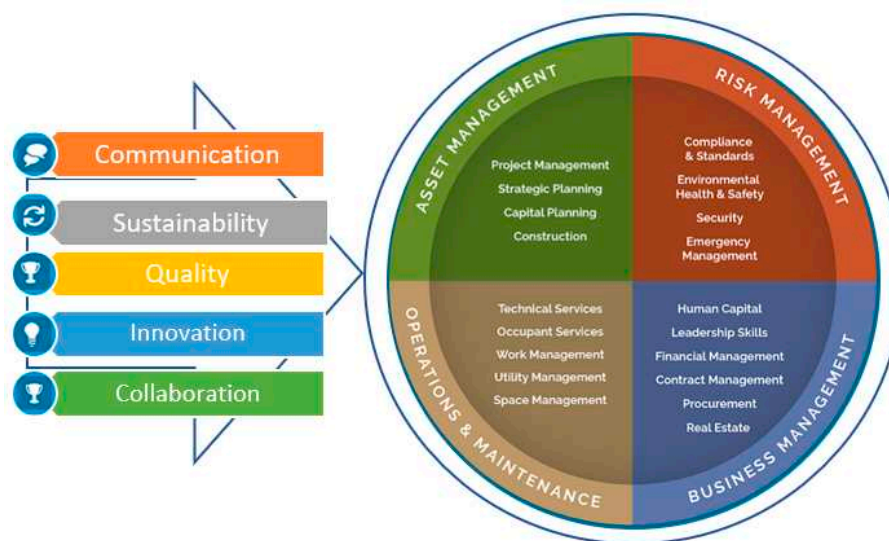 Communication
Sustainability
Quality
Innovation
Collaboration
ASSET MANAGEMENT
Project Management
Strategic Planning
Capital Planning
Construction
RISK MANAGEMENT
Compliance
& Standards
Environmental
Health & Safety
Security
Emergency
Management
OPERATIONS & MAINTENANCE
Technical Services
Occupant Services
Work Management
Utility Management
Space Management
BUSINESS MANAGEMENT
Human Capital
Leadership Skills
Financial Management
Contract Management
Procurement
Real Estate